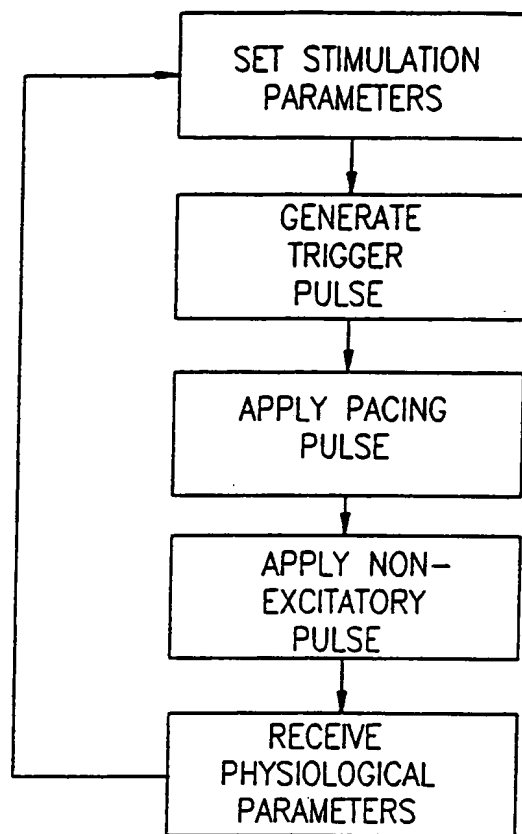 SET STIMULATION
PARAMETERS
GENERATE
TRIGGER
PULSE
APPLY PACING
PULSE
APPLY NON-
EXCITATORY
PULSE
RECEIVE
PHYSIOLOGICAL
PARAMETERS